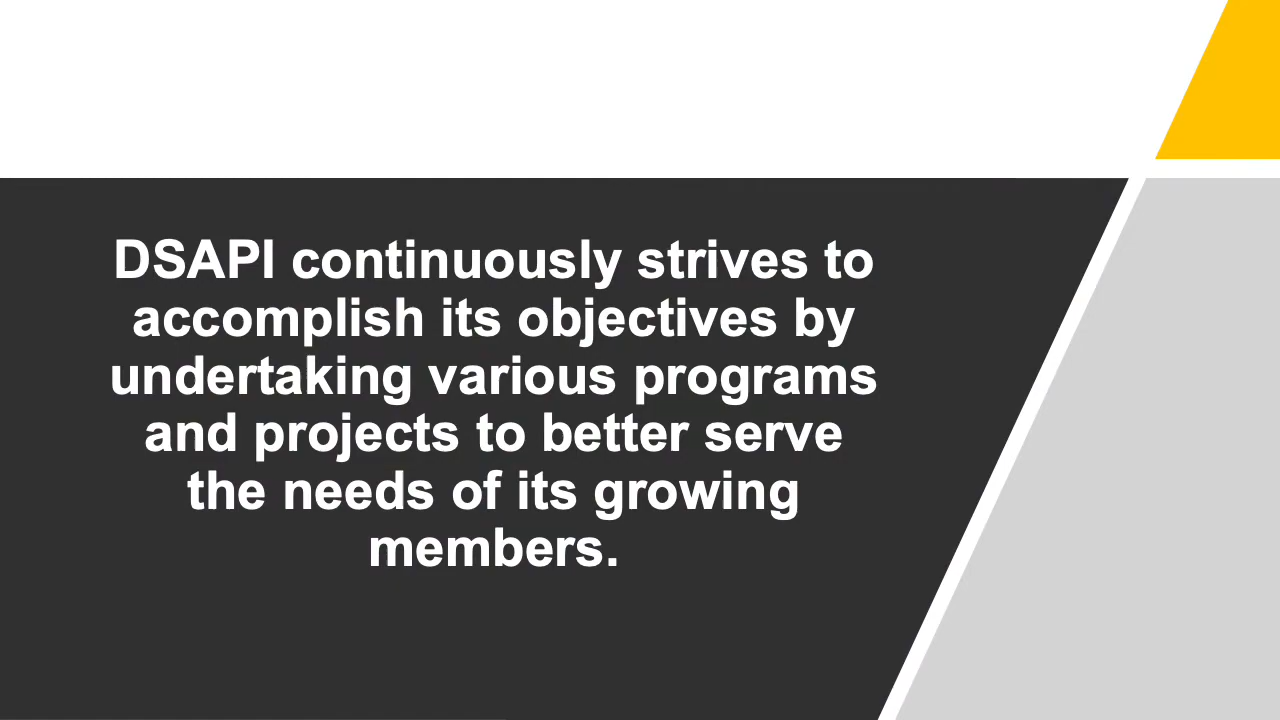 DSAPI continuously strives to
accomplish its objectives by
undertaking various programs
and projects to better serve
the needs of its growing
members.